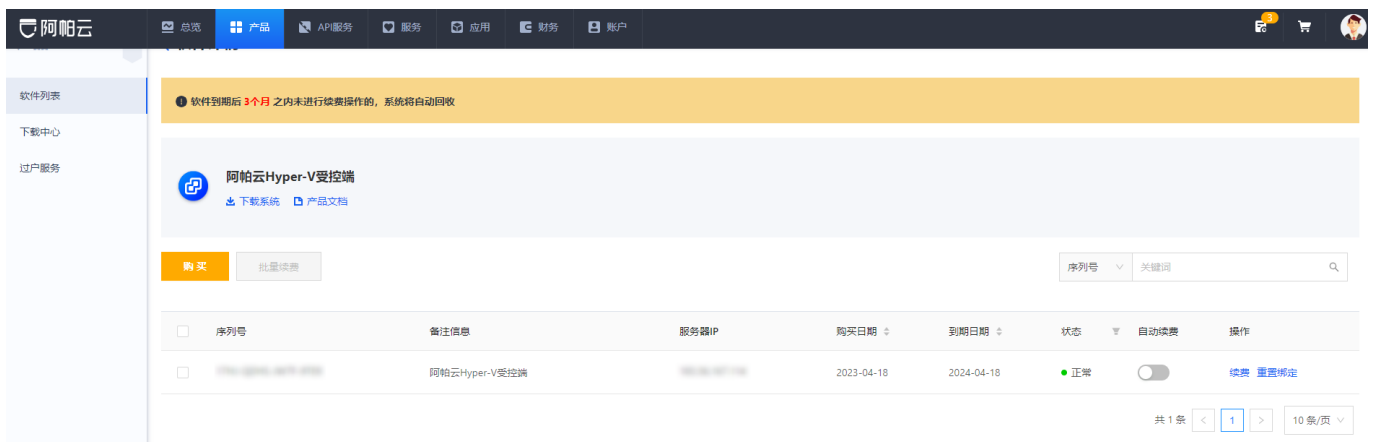 阿帕云
总览
产品
API服务
服务
应用
财务
账户
3
软件列表
下载中心
过户服务
软件到期后 3个月 之内未进行续费操作的，系统将自动回收
阿帕云Hyper-V受控端
下载系统 产品文档
购买 批量续费
序列号 关键词
序列号 备注信息 服务器IP 购买日期 到期日期 状态 自动续费 操作
阿帕云Hyper-V受控端 2023-04-18 2024-04-18 正常 续费 重置绑定
共 1 条 < 1 > 10 条/页